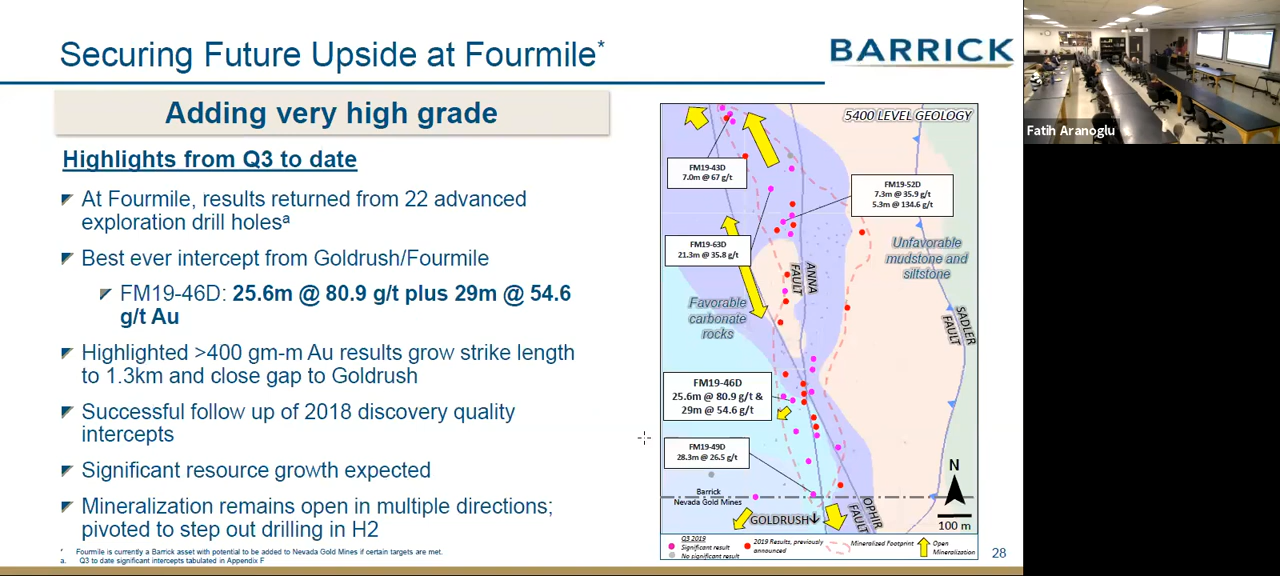 Securing Future Upside at Fourmile*
BARRICK
Fatih Aranoglu
Adding very high grade
Highlights from Q3 to date
At Fourmile, results returned from 22 advanced
exploration drill holesª
Best ever intercept from Goldrush/Fourmile
FM19-46D: 25.6m @ 80.9 g/t plus 29m @ 54.6
g/t Au
Highlighted >400 gm-m Au results grow strike length
to 1.3km and close gap to Goldrush
Successful follow up of 2018 discovery quality
intercepts
Significant resource growth expected
Mineralization remains open in multiple directions;
pivoted to step out drilling in H2
* Fourmile is currently a Barrick asset with potential to be added to Nevada Gold Mines if certain targets are met.
a. Q3 to date significant intercepts tabulated in Appendix F
5400 LEVEL GEOLOGY
FM19-43D
7.0m @ 67 g/t
FM19-52D
7.3m @ 35.9 g/t
5.3m @ 134.6 g/t
FM19-63D
21.3m @ 35.8 g/t
Unfavorable
mudstone and
siltstone
ANNA
FAULT
Favorable
carbonate
rocks
SADLER
FAULT
FM19-46D
25.6m @ 80.9 g/t &
29m @ 54.6 g/t
FM19-49D
28.3m @ 26.5 g/t
Barrick
Nevada Gold Mines
GOLDRUSH
OPHIR
FAULT
N
100 m
Q3 2019
Significant result
No significant result
2019 Results, previously
announced
Mineralized Footprint
Open
Mineralization
28